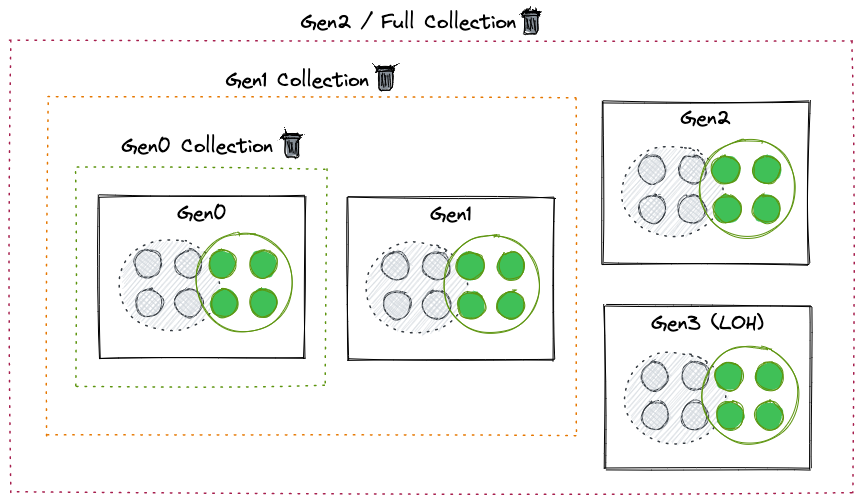 Gen2 / Full Collection
Gen1 Collection
Gen0 Collection
Gen0
Gen1
Gen2
Gen3 (LOH)